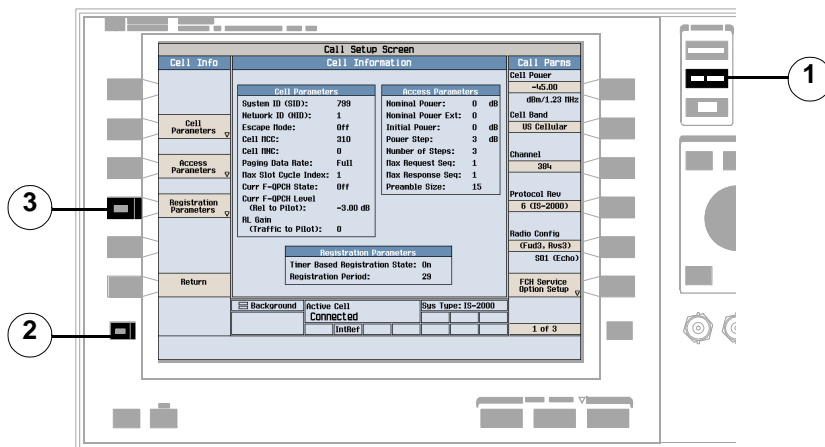 Call Setup Screen
Cell Info
Cell Information
Call Parms
Cell Parameters
System ID (SID): 799
Network ID (NID): 1
Escape Mode: Off
Cell MCC: 310
Cell MNC: 0
Paging Data Rate: Full
Max Slot Cycle Index: 1
Curr F-QPCH State: Off
Curr F-QPCH Level
(Rel to Pilot): -3.00 dB
RL Gain
(Traffic to Pilot): 0
Access Parameters
Nominal Power: 0 dB
Nominal Power Ext: 0
Initial Power: 0 dB
Power Step: 3 dB
Number of Steps: 3
Max Request Seq: 1
Max Response Seq: 1
Preamble Size: 15
Registration Parameters
Timer Based Registration State: On
Registration Period: 29
Cell
Parameters
Access
Parameters
Registration
Parameters
Return
Cell Power
-45.00
dBm/1.23 MHz
Cell Band
US Cellular
Channel
384
Protocol Rev
6 (IS-2000)
Radio Config
(Fwd3, Rvs3)
SO1 (Echo)
FCH Service
Option Setup
1 of 3
Background
Active Cell
Connected
Sys Type: IS-2000
IntRef
1
3
2